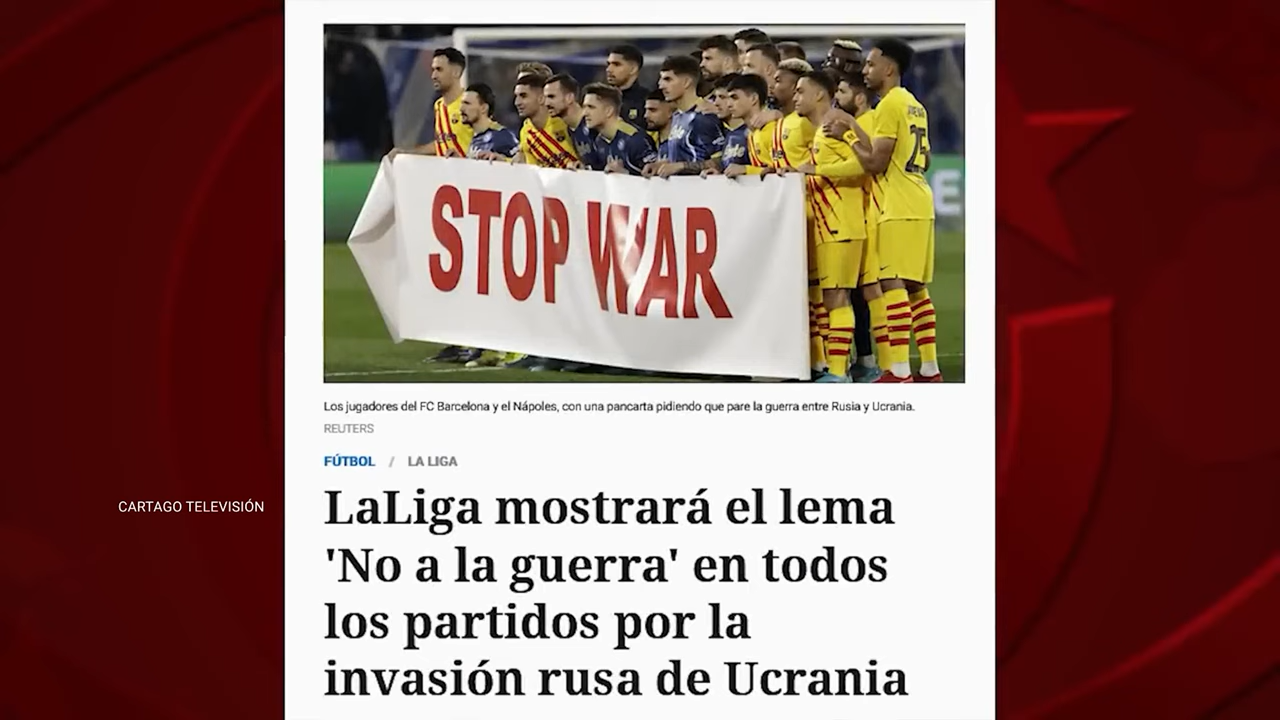 STOP WAR
25
E
Los jugadores del FC Barcelona y el Nápoles, con una pancarta pidiendo que pare la guerra entre Rusia y Ucrania.
REUTERS
FÚTBOL / LA LIGA
CARTAGO TELEVISIÓN
LaLiga mostrará el lema
'No a la guerra' en todos
los partidos por la
invasión rusa de Ucrania